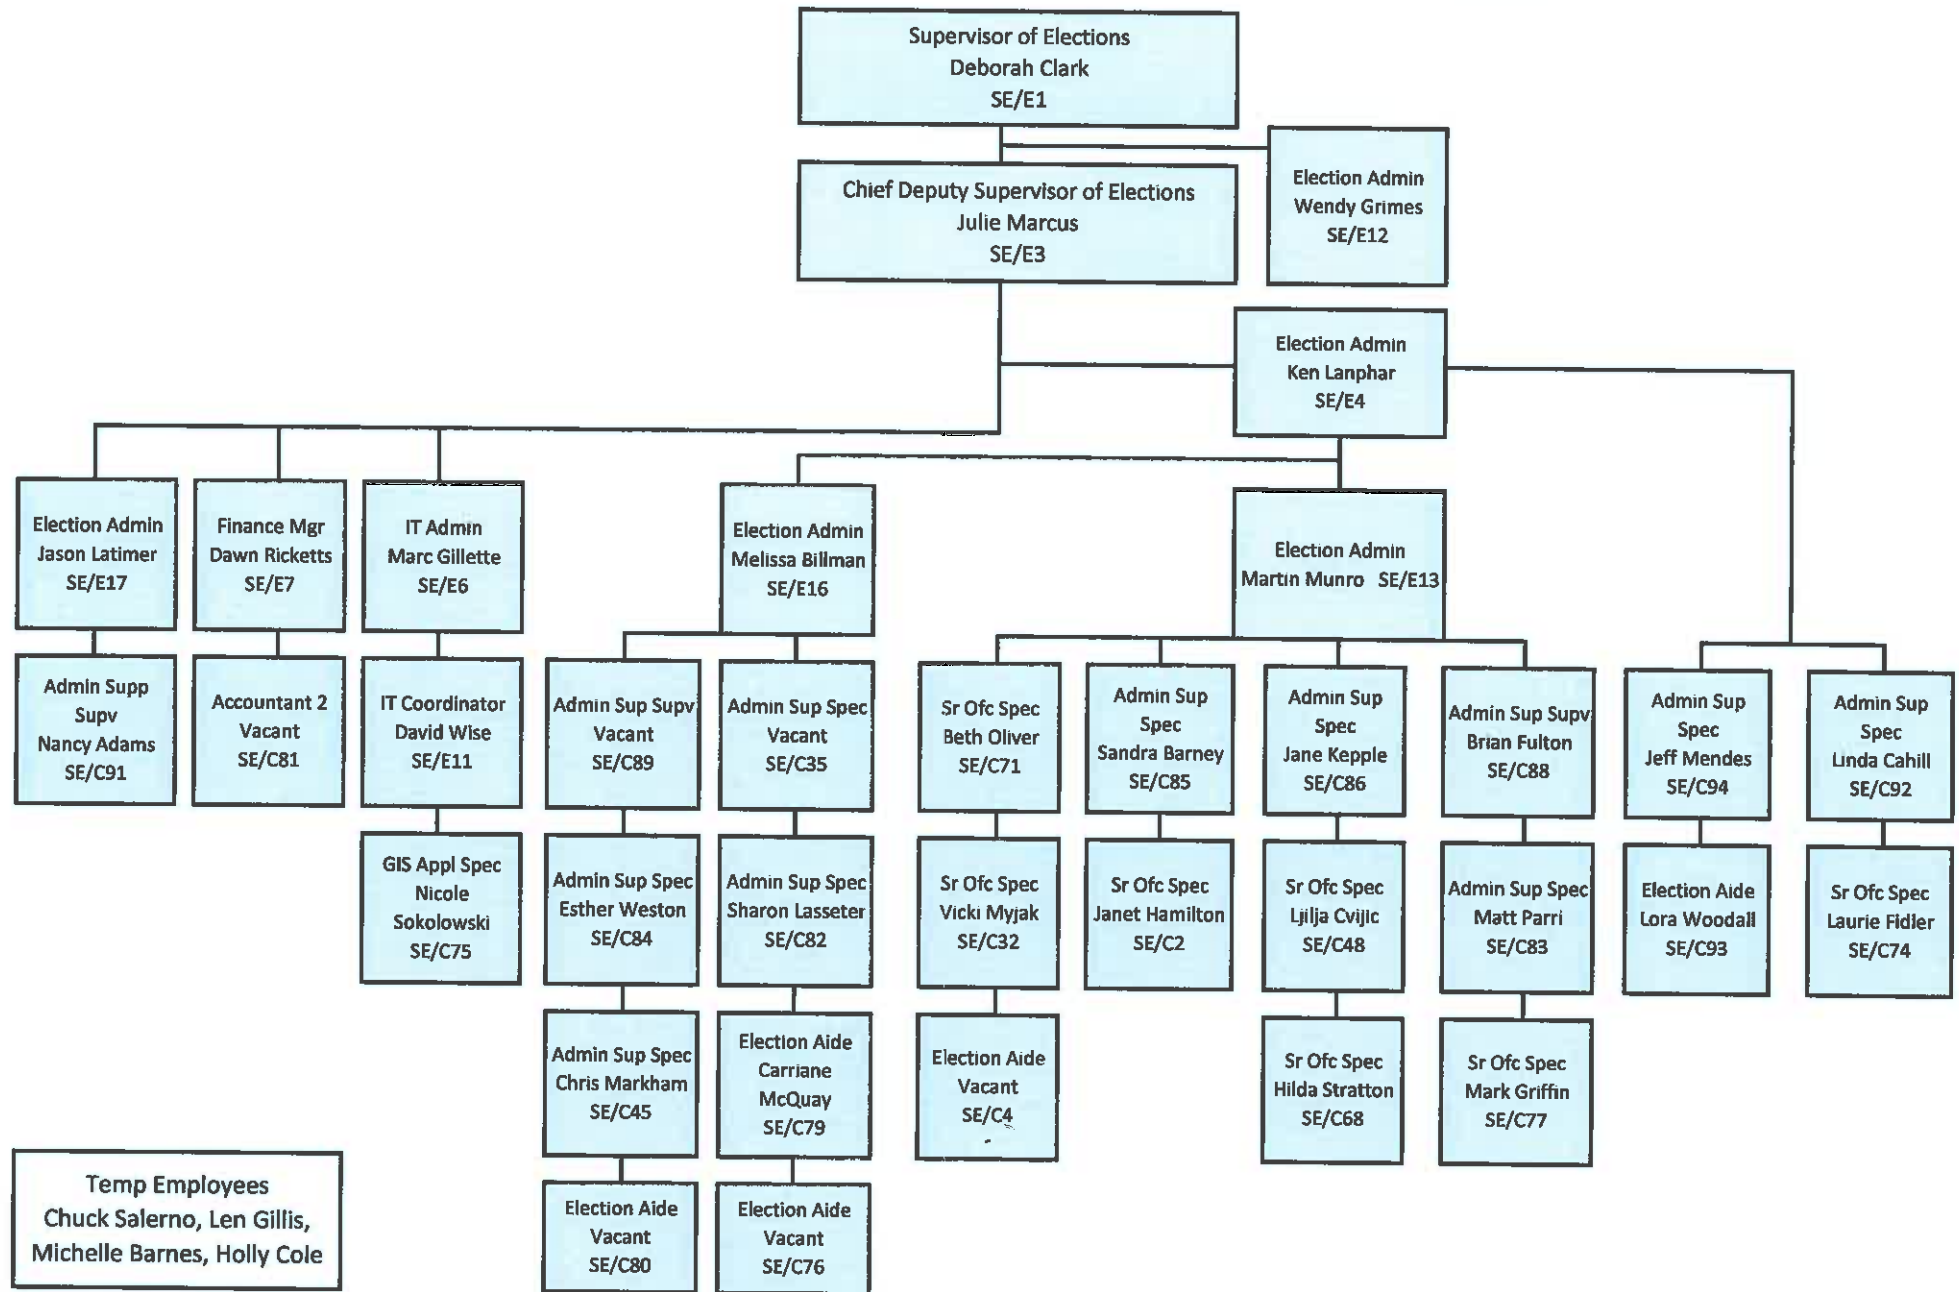 Supervisor of Elections
Deborah Clark
SE/E1
Election Admin
Wendy Grimes
SE/E12
Chief Deputy Supervisor of Elections
Julie Marcus
SE/E3
Election Admin
Ken Lanphar
SE/E4
Election Admin
Jason Latimer
SE/E17
Finance Mgr
Dawn Ricketts
SE/E7
IT Admin
Marc Gillette
SE/E6
Election Admin
Melissa Billman
SE/E16
Election Admin
Martin Munro SE/E13
Admin Supp
Supv
Nancy Adams
SE/C91
Accountant 2
Vacant
SE/C81
IT Coordinator
David Wise
SE/E11
Admin Sup Supv
Vacant
SE/C89
Admin Sup Spec
Vacant
SE/C35
Sr Ofc Spec
Beth Oliver
SE/C71
Admin Sup
Spec
Sandra Barney
SE/C85
Admin Sup
Spec
Jane Kepple
SE/C86
Admin Sup Supv
Brian Fulton
SE/C88
Admin Sup
Spec
Jeff Mendes
SE/C94
Admin Sup
Spec
Linda Cahill
SE/C92
GIS Appl Spec
Nicole
Sokolowski
SE/C75
Admin Sup Spec
Esther Weston
SE/C84
Admin Sup Spec
Sharon Lasseter
SE/C82
Sr Ofc Spec
Vicki Myjak
SE/C32
Sr Ofc Spec
Janet Hamilton
SE/C2
Sr Ofc Spec
Ljilja Cvijic
SE/C48
Admin Sup Spec
Matt Parri
SE/C83
Election Aide
Lora Woodall
SE/C93
Sr Ofc Spec
Laurie Fidler
SE/C74
Admin Sup Spec
Chris Markham
SE/C45
Election Aide
Carriane
McQuay
SE/C79
Election Aide
Vacant
SE/C4
Sr Ofc Spec
Hilda Stratton
SE/C68
Sr Ofc Spec
Mark Griffin
SE/C77
Temp Employees
Chuck Salerno, Len Gillis,
Michelle Barnes, Holly Cole
Election Aide
Vacant
SE/C80
Election Aide
Vacant
SE/C76